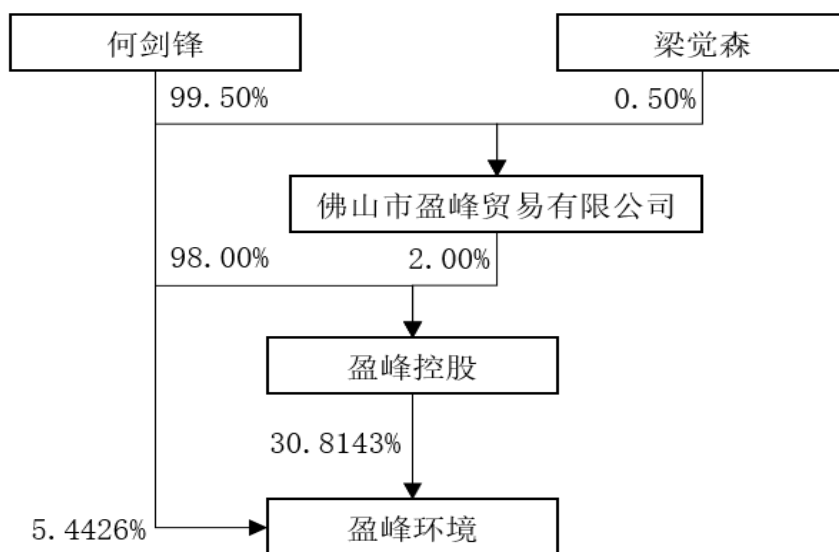 何剑锋
梁觉森
99.50%
0.50%
佛山市盈峰贸易有限公司
98.00%
2.00%
盈峰控股
30.8143%
5.4426%
盈峰环境